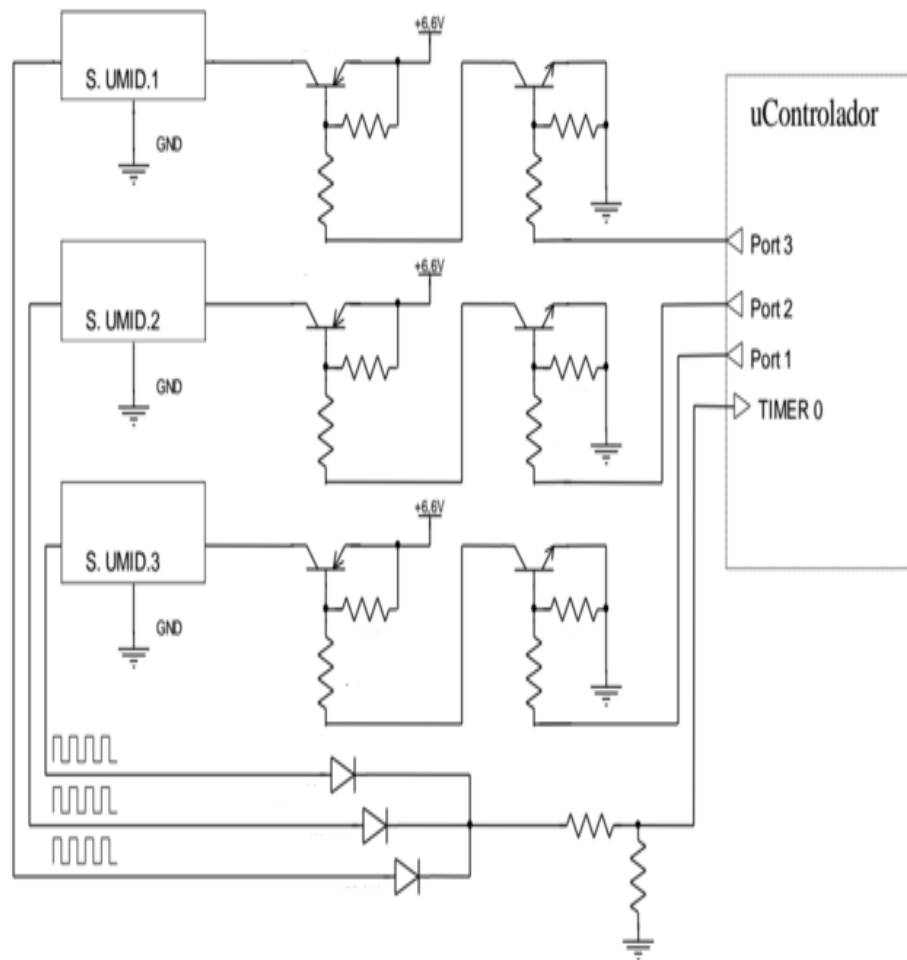 +6.6V
S. UMID.1
GND
uControlador
Port 3
+6.6V
S. UMID.2
GND
Port 2
Port 1
TIMER 0
+6.6V
S. UMID.3
GND